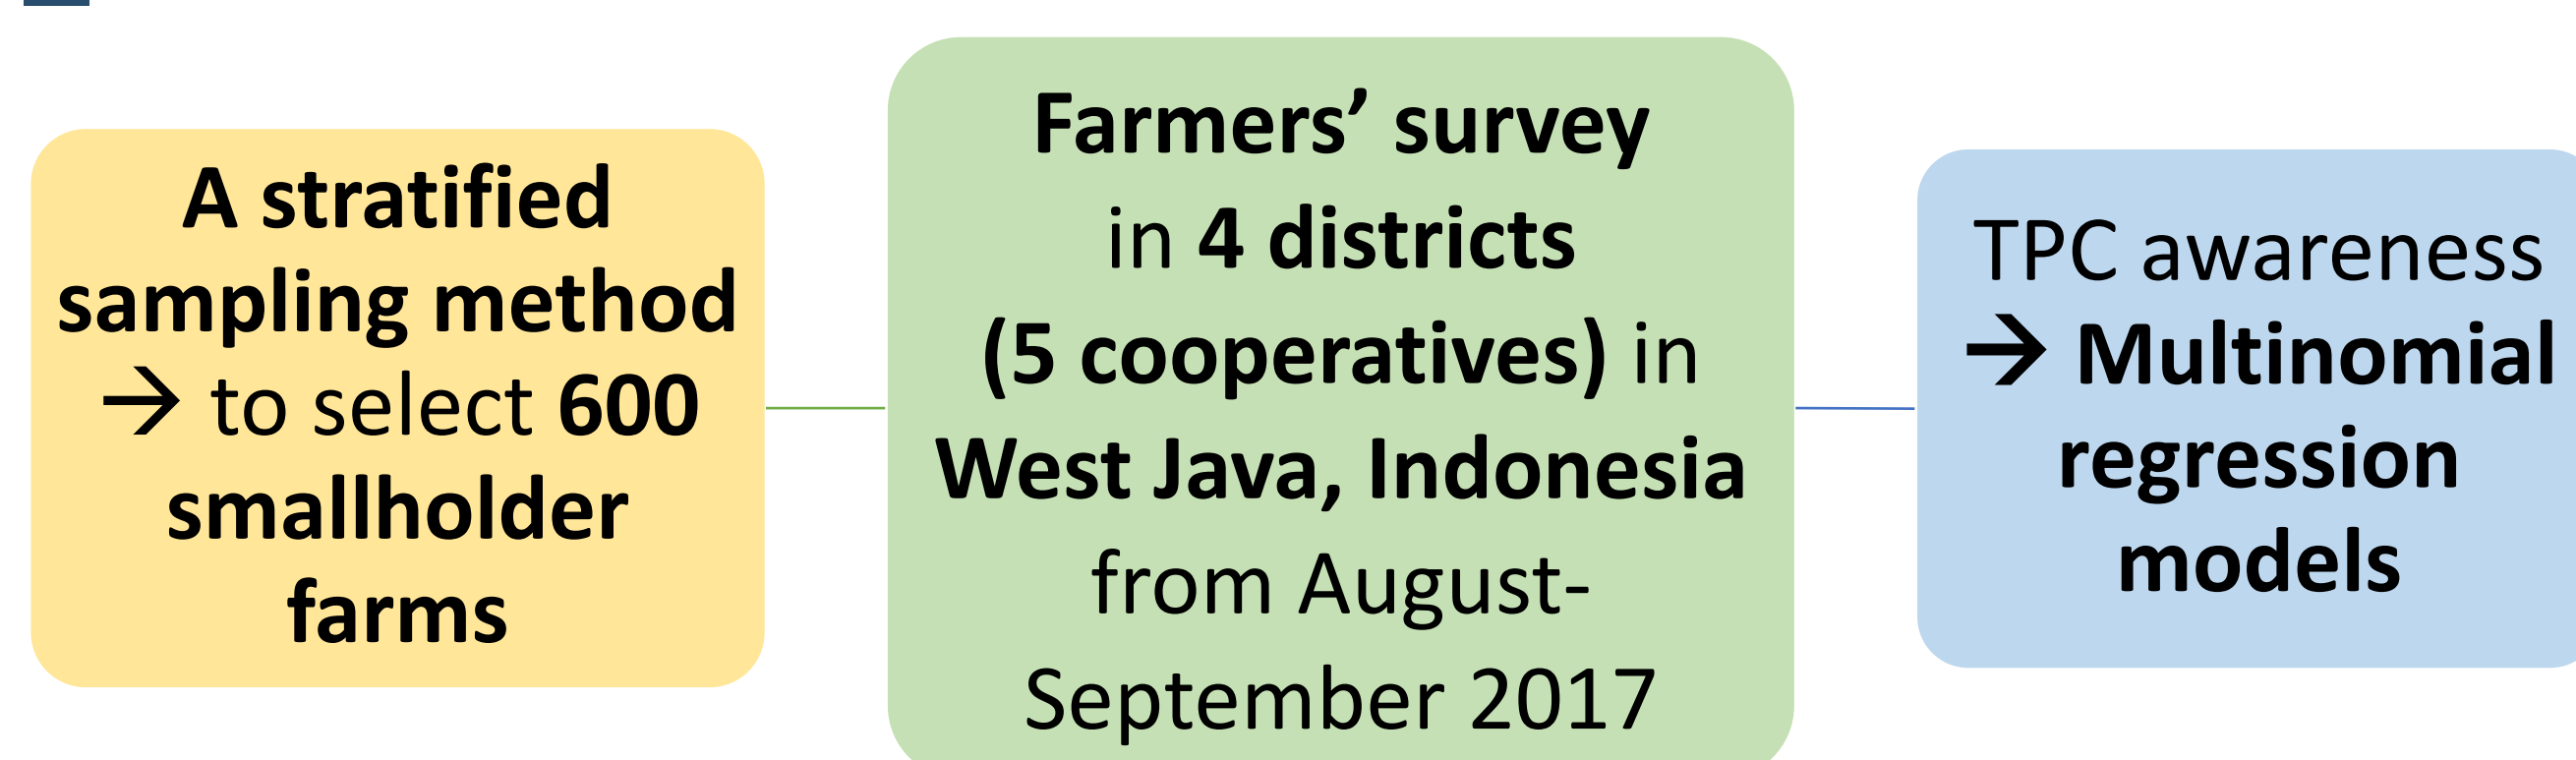 A stratified
sampling method
→ to select 600
smallholder
farms
Farmers’ survey
in 4 districts
(5 cooperatives) in
West Java, Indonesia
from August-
September 2017
TPC awareness
→ Multinomial
regression
models